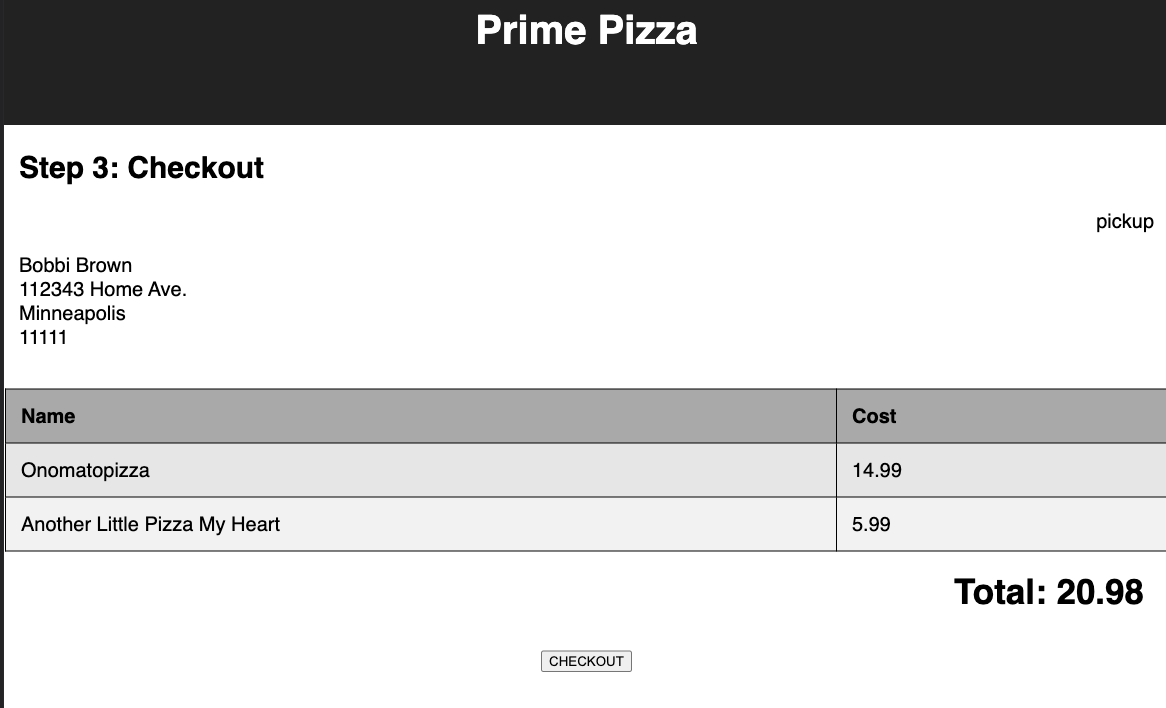 Prime Pizza
Step 3: Checkout
pickup
Bobbi Brown
112343 Home Ave.
Minneapolis
11111
Name Cost
Onomatopizza 14.99
Another Little Pizza My Heart 5.99
Total: 20.98
CHECKOUT